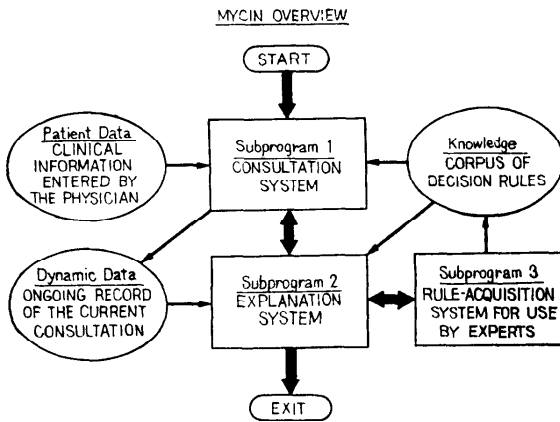 MYCIN OVERVIEW
START
Patient Data
CLINICAL
INFORMATION
ENTERED BY
THE PHYSICIAN
Subprogram 1
CONSULTATION
SYSTEM
Knowledge
CORPUS OF
DECISION RULES
Dynamic Data
ONGOING RECORD
OF THE CURRENT
CONSULTATION
Subprogram 2
EXPLANATION
SYSTEM
Subprogram 3
RULE-ACQUISITION
SYSTEM FOR USE
BY EXPERTS
EXIT